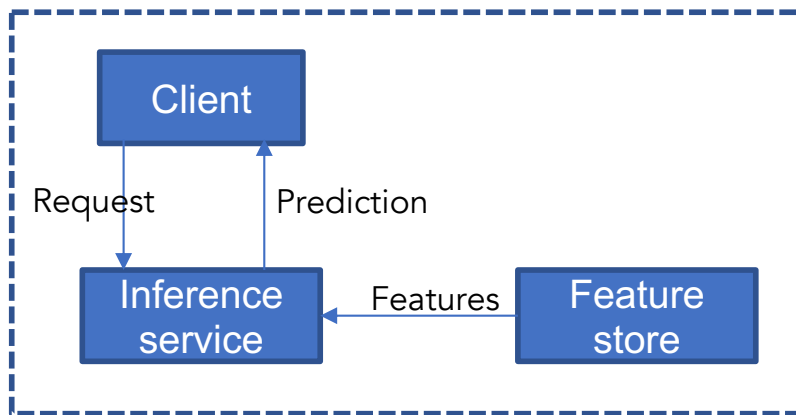 Client
Request
Prediction
Inference
service
Features
Feature
store